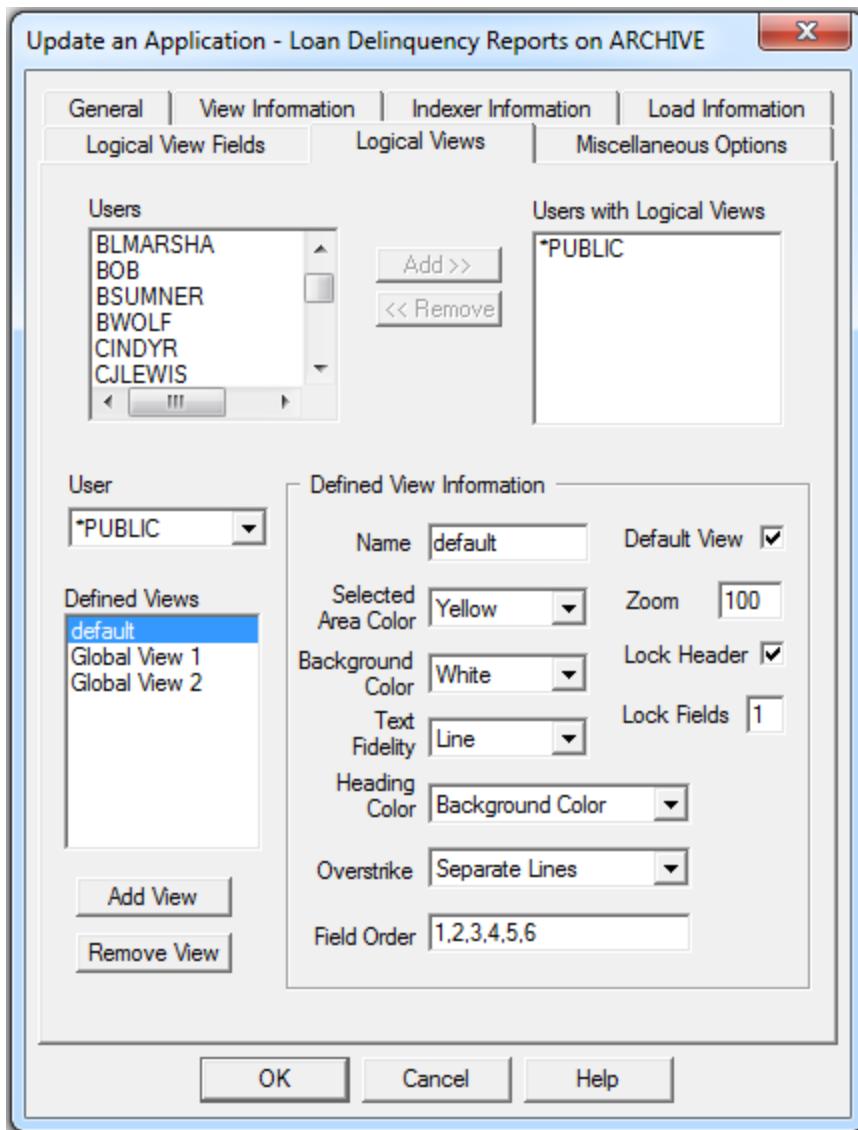 Update an Application - Loan Delinquency Reports on ARCHIVE
General
View Information
Indexer Information
Load Information
Logical View Fields
Logical Views
Miscellaneous Options
Users
BLMARSHA
BOB
BSUMNER
BWOLF
CINDYR
CJLEWIS
Add >>
<< Remove
Users with Logical Views
*PUBLIC
User
*PUBLIC
Defined Views
default
Global View 1
Global View 2
Add View
Remove View
Defined View Information
Name default
Default View
Selected
Area Color Yellow
Zoom 100
Background
Color White
Lock Header
Text
Fidelity Line
Lock Fields 1
Heading
Color Background Color
Overstrike Separate Lines
Field Order 1,2,3,4,5,6
OK
Cancel
Help